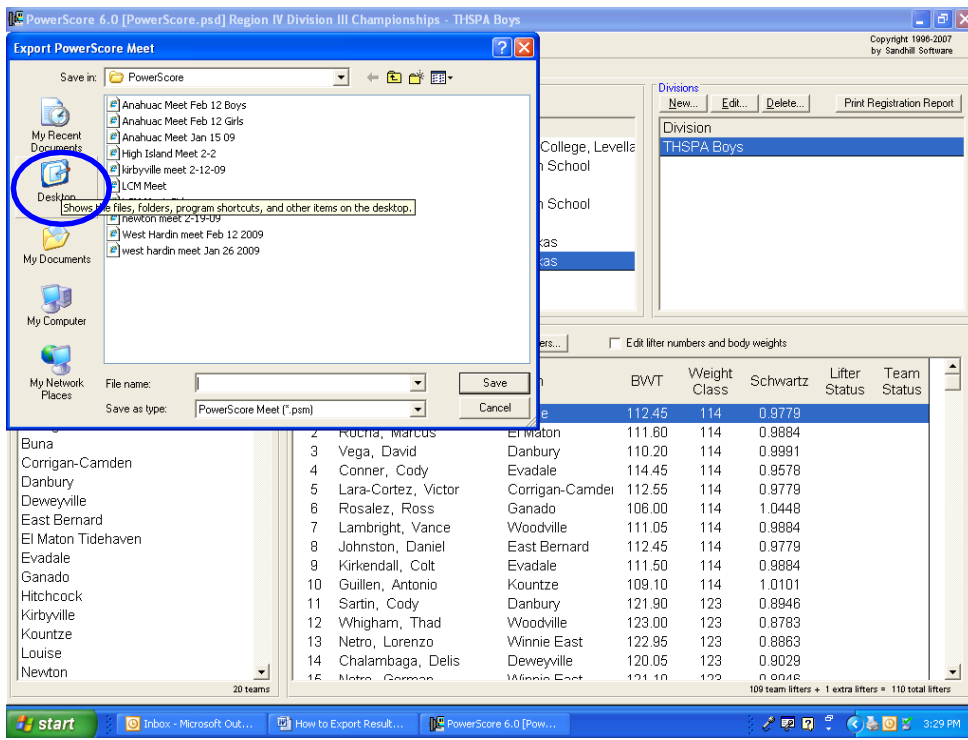 PowerScore 6.0 [PowerScore.psd] Region IV Division III Championships - THSPA Boys
Copyright 1996-2007
by Sandhill Software
Export PowerScore Meet
Save in: PowerScore
My Recent
Documents
Desktop
My Documents
My Computer
My Network
Places
Anahuac Meet Feb 12 Boys
Anahuac Meet Feb 12 Girls
Anahuac Meet Jan 15 09
High Island Meet 2-2
kirbyville meet 2-12-09
LCM Meet
Shows the files, folders, program shortcuts, and other items on the desktop.
newton meet 2-19-09
West Hardin meet Feb 12 2009
west hardin meet Jan 26 2009
File name: Save
Save as type: PowerScore Meet (*.psm) Cancel
Divisions
New... Edit... Delete... Print Registration Report
Division
THSPA Boys
College, Levella
n School
n School
kas
kas
ers... Edit lifter numbers and body weights
BWT Weight Class Schwartz Lifter Status Team Status
e 112.45 114 0.9779
2 Rocha, Marcus El Maton 111.60 114 0.9884
3 Vega, David Danbury 110.20 114 0.9991
4 Conner, Cody Evadale 114.45 114 0.9578
5 Lara-Cortez, Victor Corrigan-Camder 112.55 114 0.9779
6 Rosalez, Ross Ganado 106.00 114 1.0448
7 Lambright, Vance Woodville 111.05 114 0.9884
8 Johnston, Daniel East Bernard 112.45 114 0.9779
9 Kirkendall, Colt Evadale 111.50 114 0.9884
10 Guillen, Antonio Kountze 109.10 114 1.0101
11 Sartin, Cody Danbury 121.90 123 0.8946
12 Whigham, Thad Woodville 123.00 123 0.8783
13 Netro, Lorenzo Winnie East 122.95 123 0.8863
14 Chalambaga, Delis Deweyville 120.05 123 0.9029
15 Netro, German Winnie East 121.10 123 0.8946
Buna
Corrigan-Camden
Danbury
Deweyville
East Bernard
El Maton Tidehaven
Evadale
Ganado
Hitchcock
Kirbyville
Kountze
Louise
Newton
20 teams
109 team lifters + 1 extra lifters = 110 total lifters
start Inbox - Microsoft Out... How to Export Result... PowerScore 6.0 [Pow... 3:29 PM